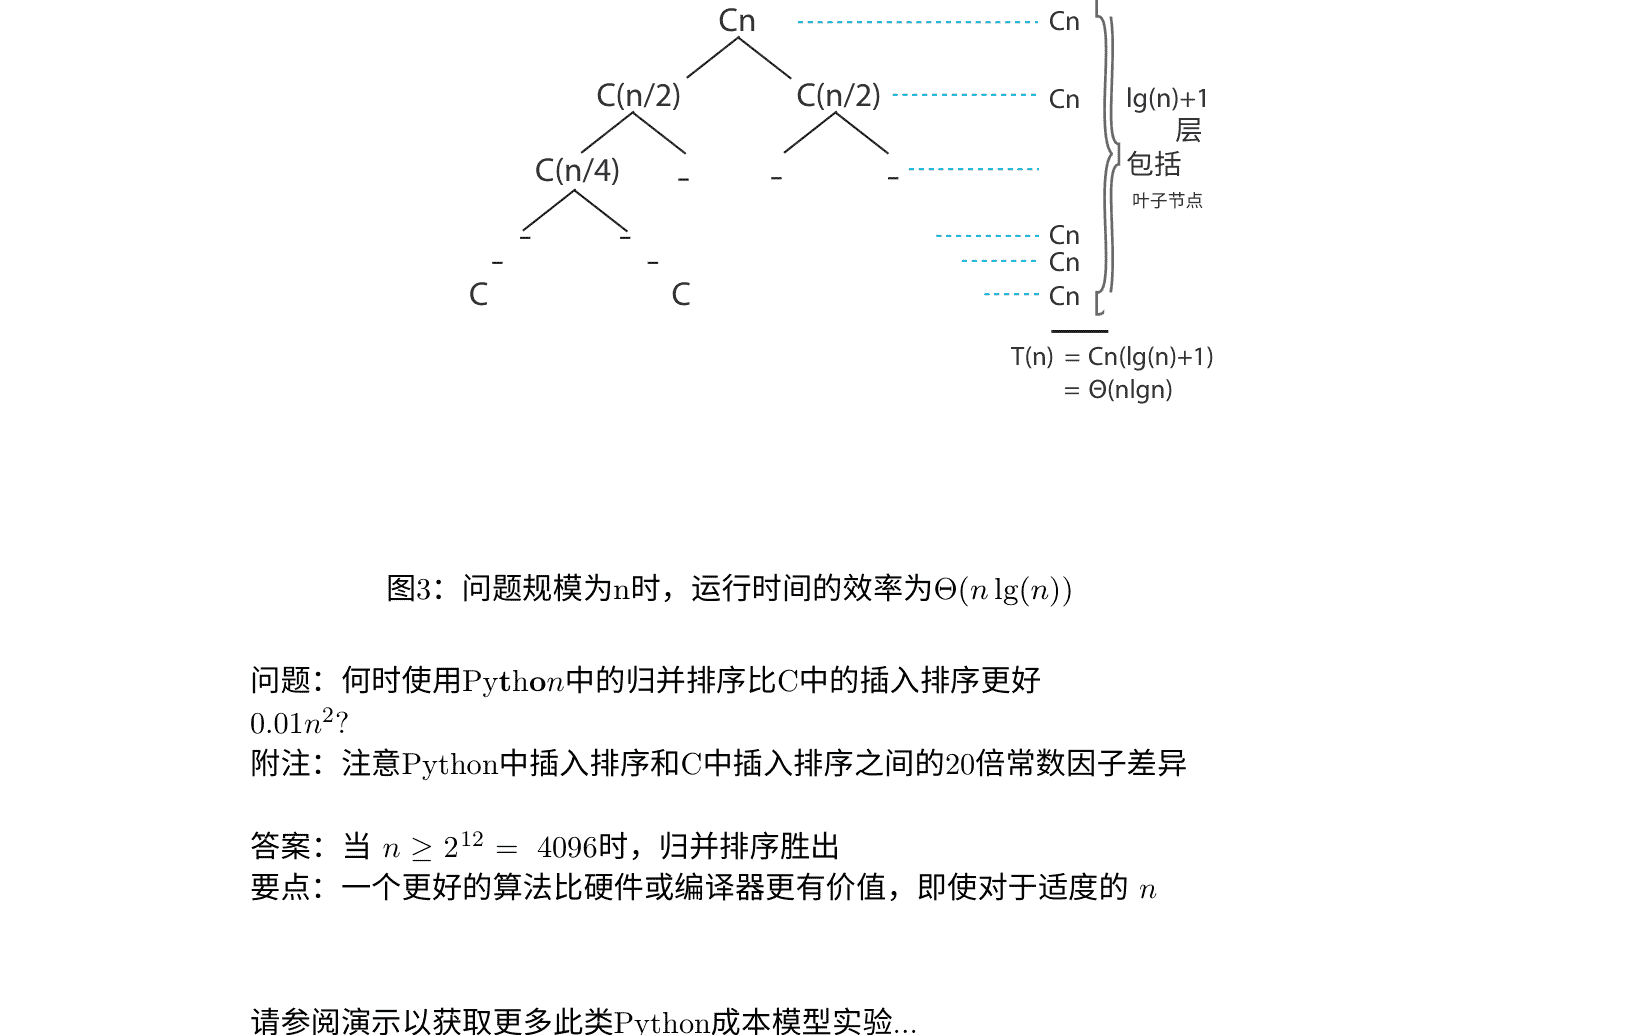 Cn Cn
C(n/2) C(n/2) Cn lg(n)+1
层
包括
C(n/4) – – –
叶子节点
– – Cn
– – Cn
C C Cn
T(n) = Cn(lg(n)+1)
= Θ(nlgn)
图3：问题规模为n时，运行时间的效率为Θ(n lg(n))
问题：何时使用Python中的归并排序比C中的插入排序更好
0.01n²?
附注：注意Python中插入排序和C中插入排序之间的20倍常数因子差异
答案：当 n ≥ 2¹² = 4096时，归并排序胜出
要点：一个更好的算法比硬件或编译器更有价值，即使对于适度的 n
请参阅演示以获取更多此类Python成本模型实验...